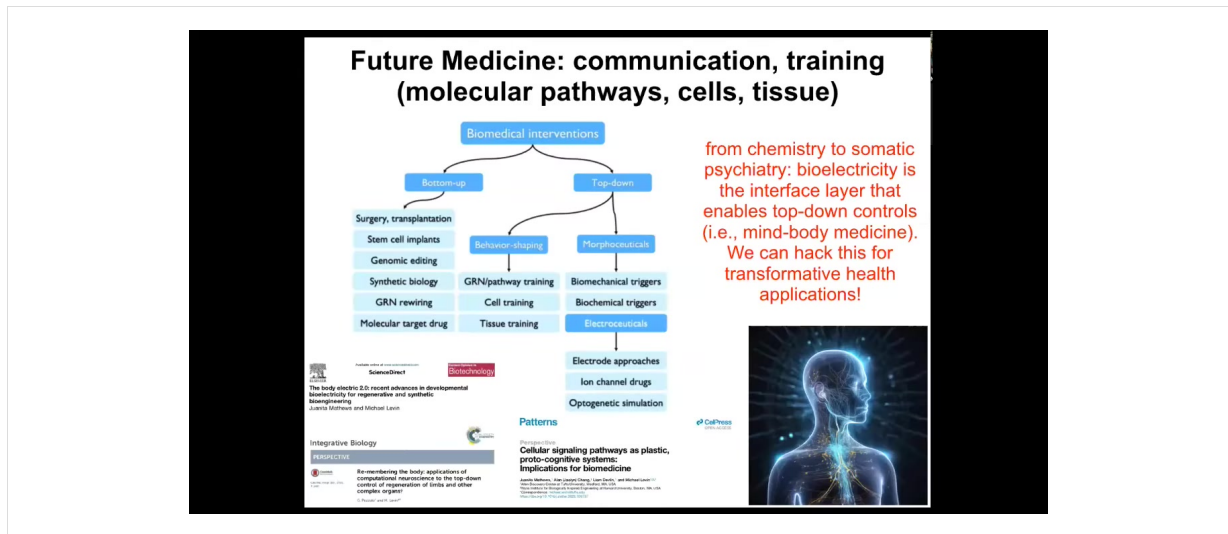 Future Medicine: communication, training
(molecular pathways, cells, tissue)
Biomedical interventions
Bottom-up
Top-down
Surgery, transplantation
Stem cell implants
Genomic editing
Synthetic biology
GRN rewiring
Molecular target drug
Behavior-shaping
GRN/pathway training
Cell training
Tissue training
Morphoceuticals
Biomechanical triggers
Biochemical triggers
Electroceuticals
Electrode approaches
Ion channel drugs
Optogenetic simulation
from chemistry to somatic
psychiatry: bioelectricity is
the interface layer that
enables top-down controls
(i.e., mind-body medicine).
We can hack this for
transformative health
applications!
ELSEVIER
ScienceDirect
Biotechnology
The body electric 2.0: recent advances in developmental
bioelectricity for regenerative and synthetic
bioengineering
Juanita Mathews and Michael Levin
Integrative Biology
PERSPECTIVE
Re-membering the body: applications of
computational neuroscience to the top-down
control of regeneration of limbs and other
complex organs†
Patterns
CelPress
OPEN ACCESS
Perspective
Cellular signaling pathways as plastic,
proto-cognitive systems:
Implications for biomedicine